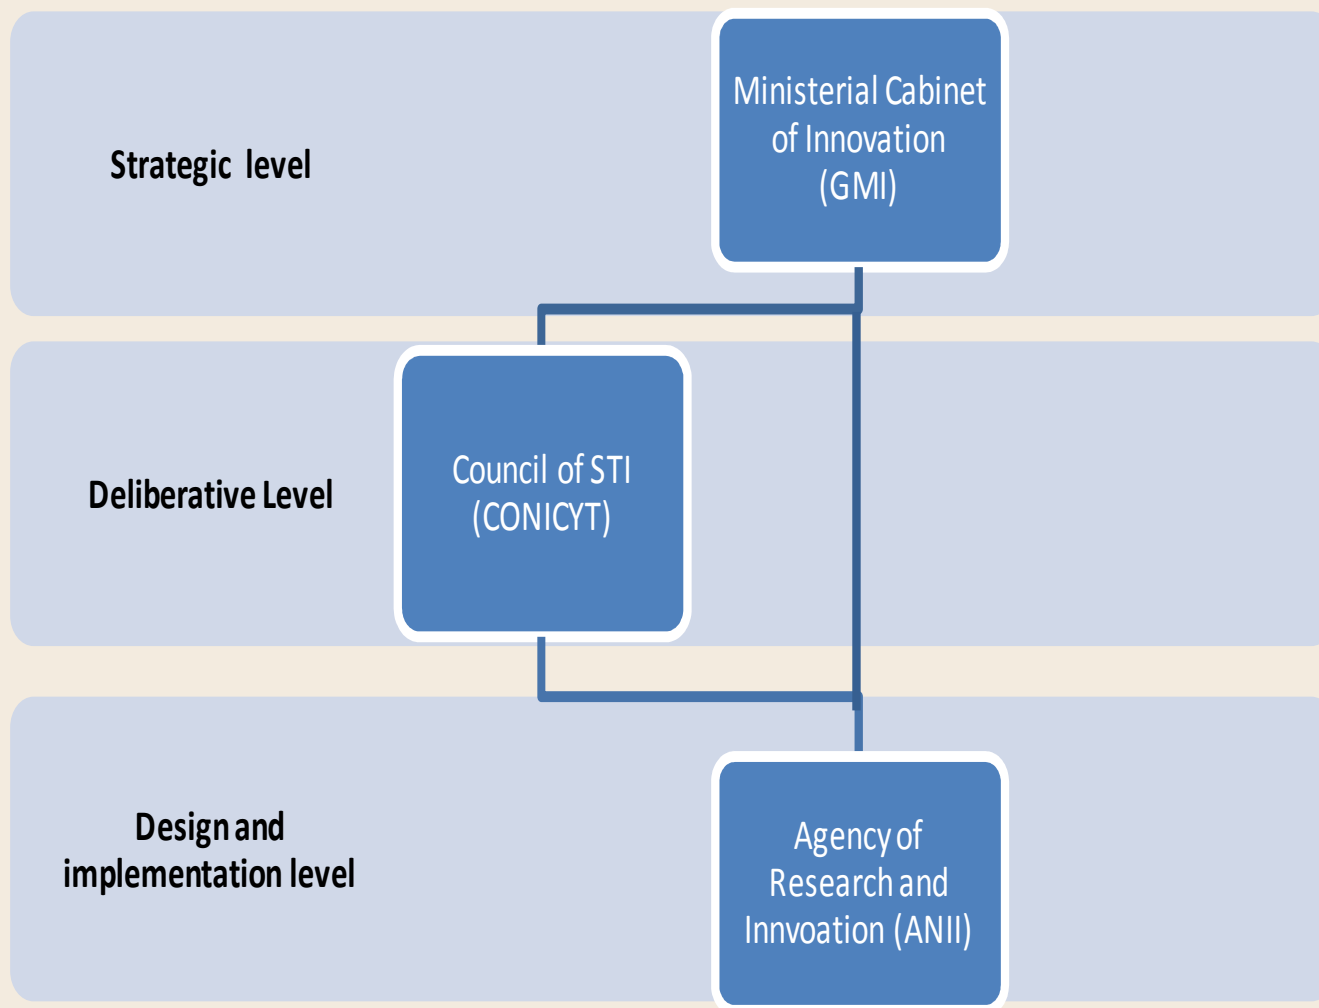 Strategic level
Ministerial Cabinet
of Innovation
(GMI)
Deliberative Level
Council of STI
(CONICYT)
Design and
implementation level
Agency of
Research and
Innvoation (ANII)